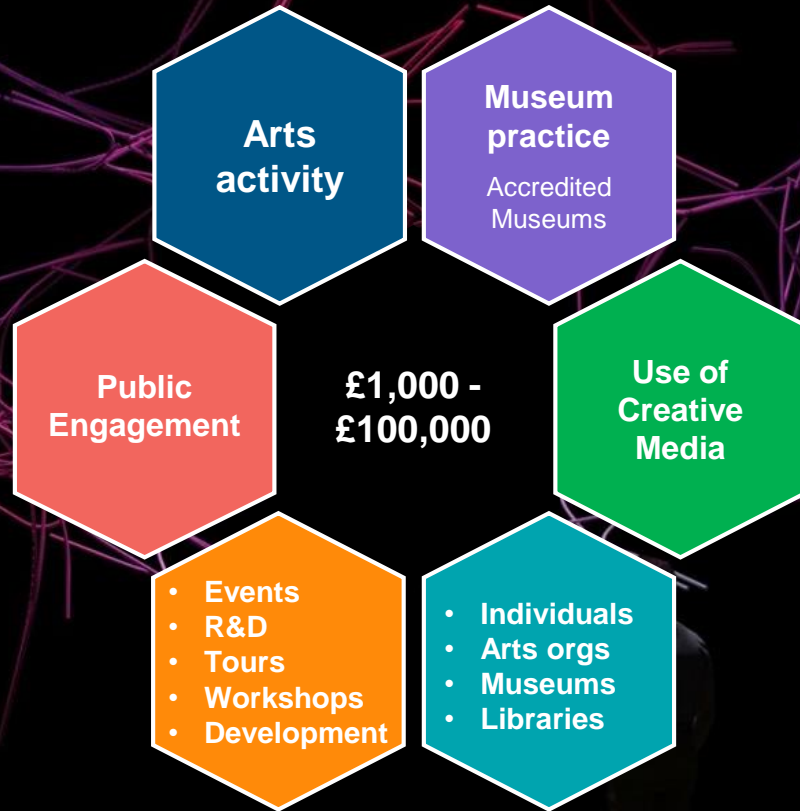 Arts
activity
Museum
practice
Accredited
Museums
Public
Engagement
£1,000 -
£100,000
Use of
Creative
Media
• Events
• R&D
• Tours
• Workshops
• Development
• Individuals
• Arts orgs
• Museums
• Libraries